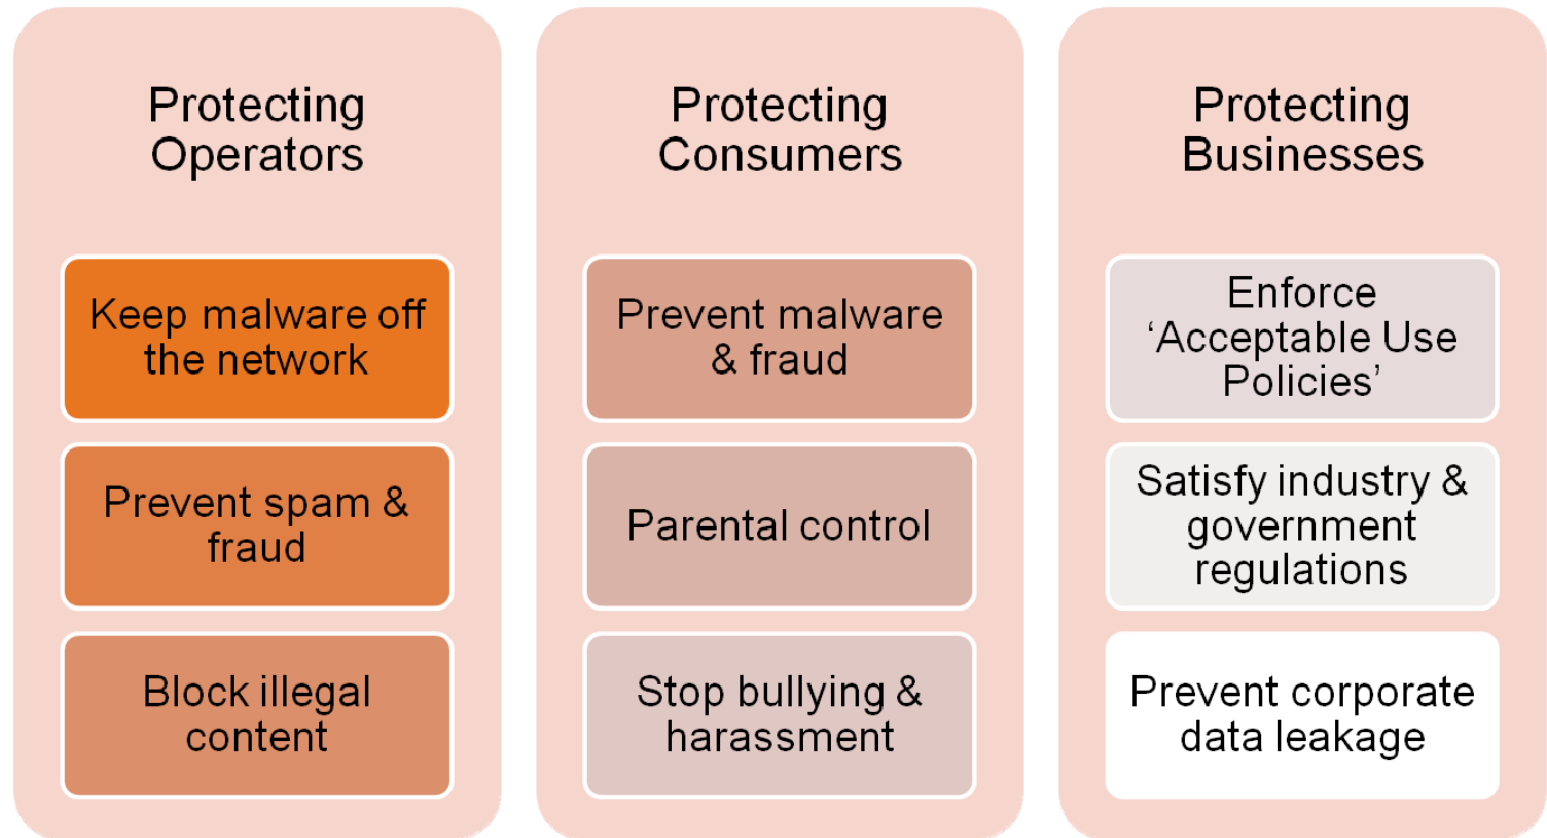 Protecting
Operators
Keep malware off
the network
Prevent spam &
fraud
Block illegal
content
Protecting
Consumers
Prevent malware
& fraud
Parental control
Stop bullying &
harassment
Protecting
Businesses
Enforce
‘Acceptable Use
Policies’
Satisfy industry &
government
regulations
Prevent corporate
data leakage